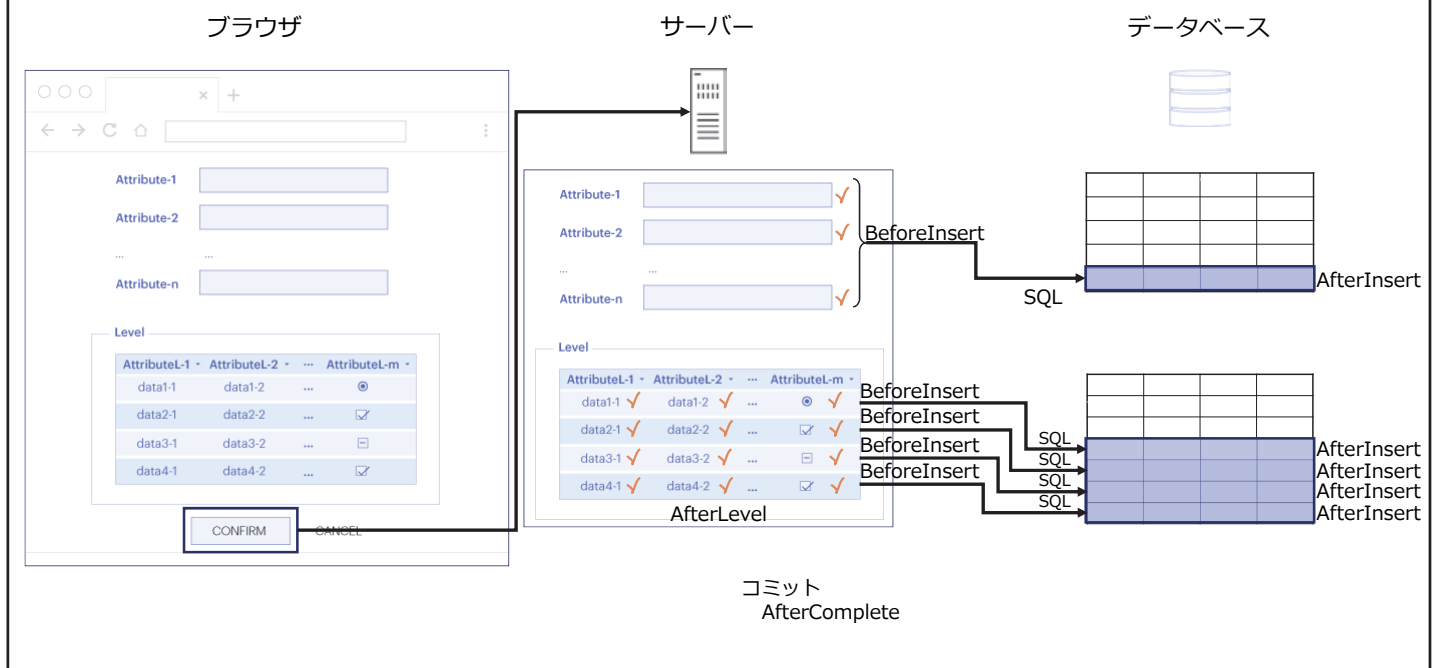 ブラウザ
サーバー
データベース
Attribute-1
Attribute-2
... ...
Attribute-n
Level
AttributeL-1 AttributeL-2 ... AttributeL-m
data1-1 data1-2 ...
data2-1 data2-2 ...
data3-1 data3-2 ...
data4-1 data4-2 ...
CONFIRM CANCEL
Attribute-1
Attribute-2
... ...
Attribute-n
BeforeInsert
SQL
AfterInsert
Level
AttributeL-1 AttributeL-2 ... AttributeL-m
data1-1 data1-2 ...
data2-1 data2-2 ...
data3-1 data3-2 ...
data4-1 data4-2 ...
AfterLevel
BeforeInsert
BeforeInsert
BeforeInsert
BeforeInsert
SQL
SQL
SQL
SQL
AfterInsert
AfterInsert
AfterInsert
AfterInsert
コミット
AfterComplete